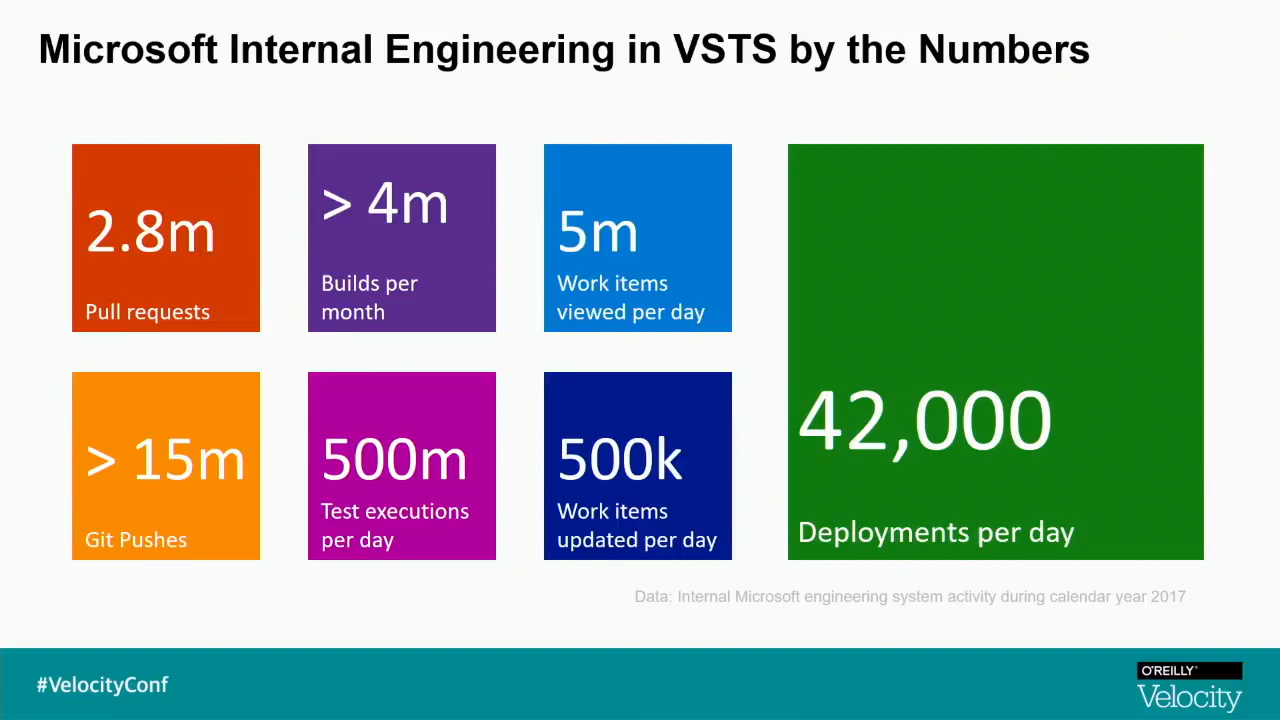 Microsoft Internal Engineering in VSTS by the Numbers
2.8m
Pull requests
> 4m
Builds per
month
5m
Work items
viewed per day
> 15m
Git Pushes
500m
Test executions
per day
500k
Work items
updated per day
42,000
Deployments per day
Data: Internal Microsoft engineering system activity during calendar year 2017
#VelocityConf
O'REILLY®
Velocity